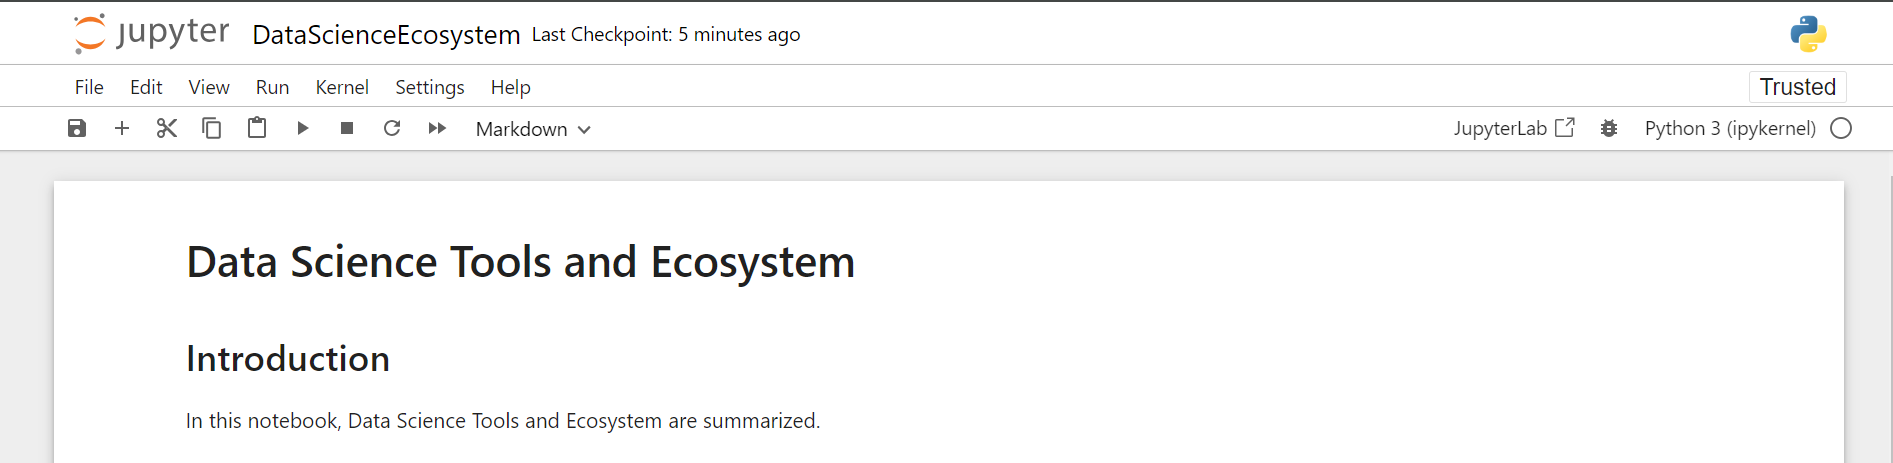 jupyter DataScienceEcosystem Last Checkpoint: 5 minutes ago
File Edit View Run Kernel Settings Help Trusted
Markdown JupyterLab Python 3 (ipykernel)
Data Science Tools and Ecosystem
Introduction
In this notebook, Data Science Tools and Ecosystem are summarized.